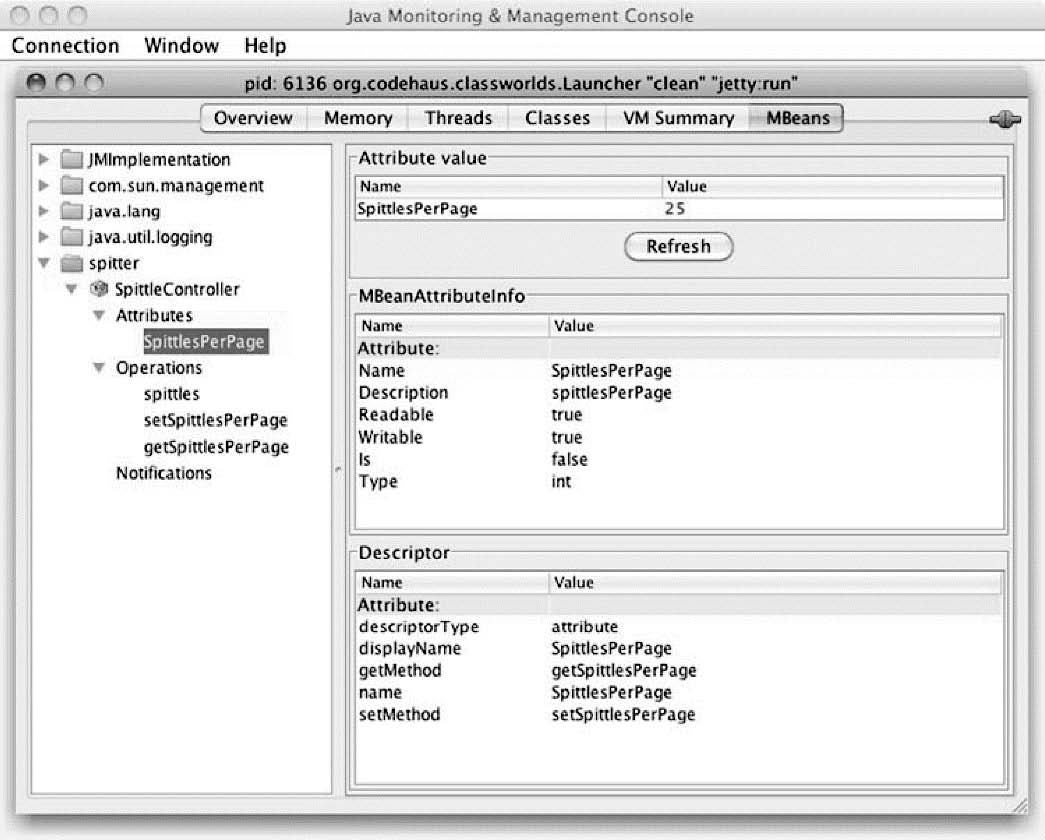 Java Monitoring & Management Console
Connection Window Help
pid: 6136 org.codehaus.classworlds.Launcher "clean" "jetty:run"
Overview Memory Threads Classes VM Summary MBeans
JMImplementation
com.sun.management
java.lang
java.util.logging
spitter
SpittleController
Attributes
SpittlesPerPage
Operations
spittles
setSpittlesPerPage
getSpittlesPerPage
Notifications
Attribute value
Name Value
SpittlesPerPage 25
Refresh
MBeanAttributeInfo
Name Value
Attribute:
Name SpittlesPerPage
Description spittlesPerPage
Readable true
Writable true
Is false
Type int
Descriptor
Name Value
Attribute:
descriptorType attribute
displayName SpittlesPerPage
getMethod getSpittlesPerPage
name SpittlesPerPage
setMethod setSpittlesPerPage